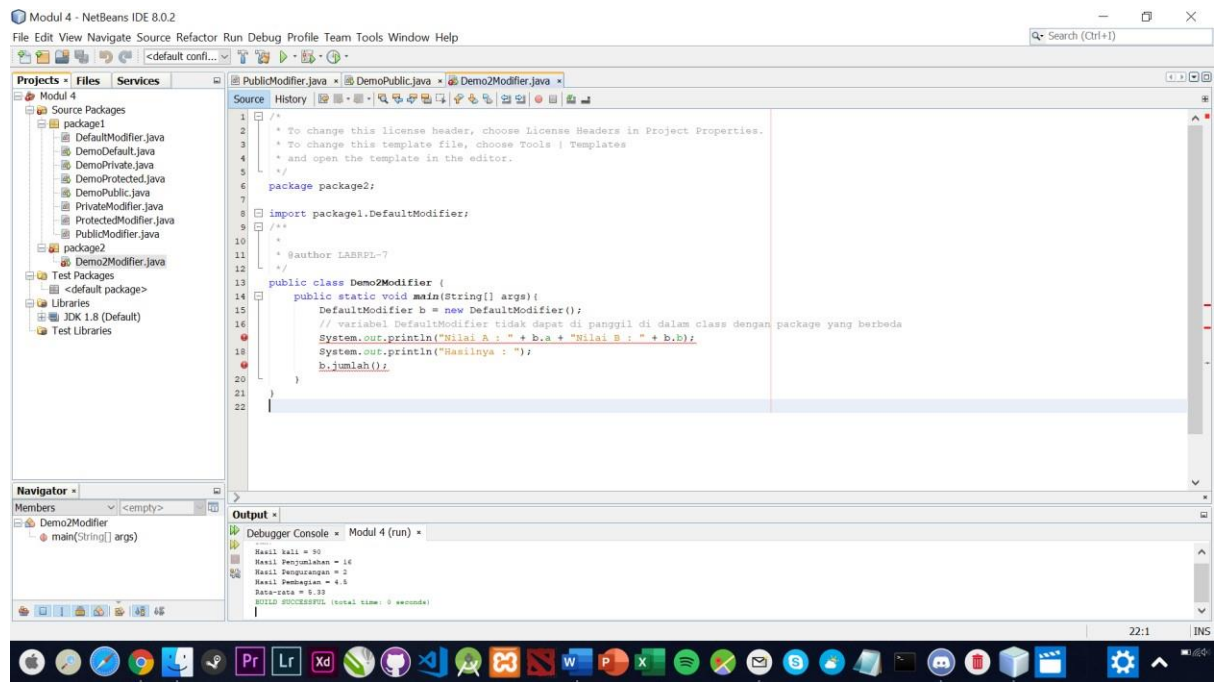 Modul 4 - NetBeans IDE 8.0.2
File Edit View Navigate Source Refactor Run Debug Profile Team Tools Window Help
Search (Ctrl+I)
<default confi...
Projects Files Services
PublicModifier.java DemoPublic.java Demo2Modifier.java
Modul 4
Source Packages
package1
DefaultModifier.java
DemoDefault.java
DemoPrivate.java
DemoProtected.java
DemoPublic.java
PrivateModifier.java
ProtectedModifier.java
PublicModifier.java
package2
Demo2Modifier.java
Test Packages
<default package>
Libraries
JDK 1.8 (Default)
Test Libraries
Source History
1 /*
2 * To change this license header, choose License Headers in Project Properties.
3 * To change this template file, choose Tools | Templates
4 * and open the template in the editor.
5 */
6 package package2;
7
8 import package1.DefaultModifier;
9 /**
10 *
11 * @author LABRPL-7
12 */
13 public class Demo2Modifier {
14 public static void main(String[] args){
15 DefaultModifier b = new DefaultModifier();
16 // variabel DefaultModifier tidak dapat di panggil di dalam class dengan package yang berbeda
System.out.println("Nilai A : " + b.a + "Nilai B : " + b.b);
18 System.out.println("Hasilnya : ");
b.jumlah();
20 }
21 }
22
Navigator
Members <empty>
Demo2Modifier
main(String[] args)
Output
Debugger Console Modul 4 (run)
Hasil kali = 90
Hasil Penjumlahan = 16
Hasil Pengurangan = 2
Hasil Pembagian = 4.5
Rata-rata = 5.33
BUILD SUCCESSFUL (total time: 0 seconds)
22:1 INS
Pr Lr Xd